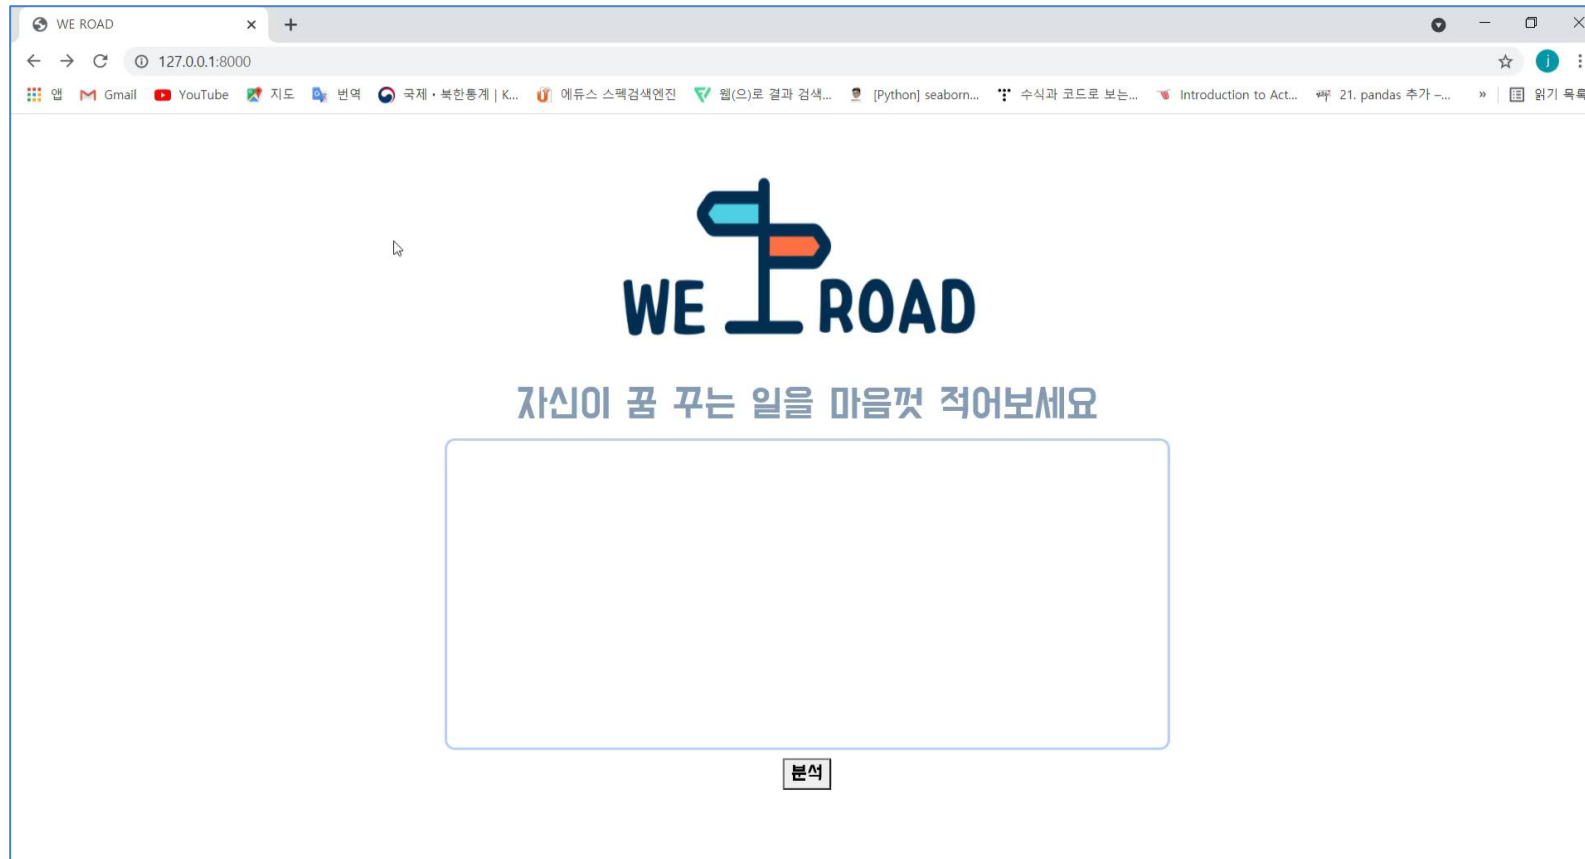 WE ROAD
127.0.0.1:8000
앱 Gmail YouTube 지도 번역 국제・북한통계 | K... 에듀스 스펙검색엔진 웹(으)로 결과 검색... [Python] seaborn... 수식과 코드로 보는... Introduction to Act... 21. pandas 추가 –... » 읽기 목록
WE ROAD
자신이 꿈 꾸는 일을 마음껏 적어보세요
분석